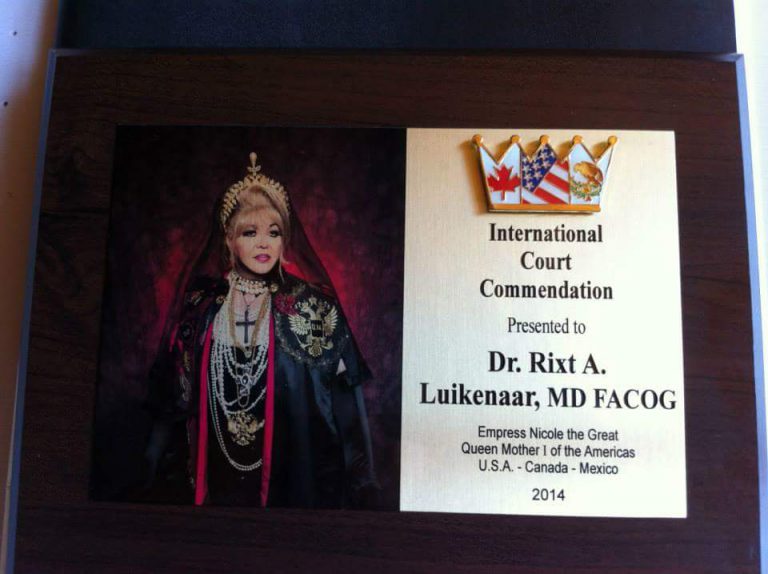 International
Court
Commendation
Presented to
Dr. Rixt A.
Luikenaar, MD FACOG
Empress Nicole the Great
Queen Mother I of the Americas
U.S.A. - Canada - Mexico
2014